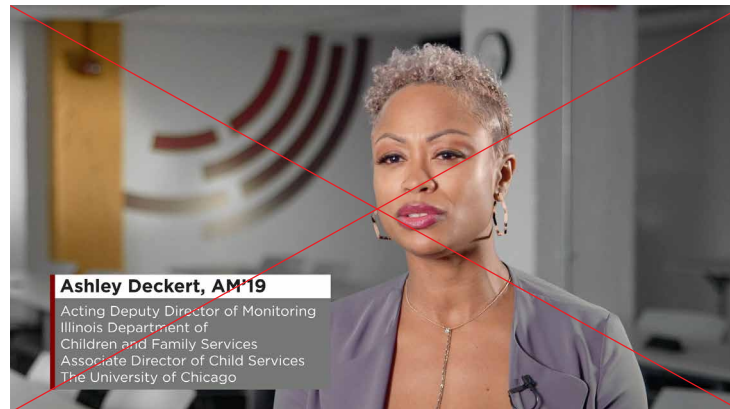 Ashley Deckert, AM'19
Acting Deputy Director of Monitoring
Illinois Department of
Children and Family Services
Associate Director of Child Services
The University of Chicago